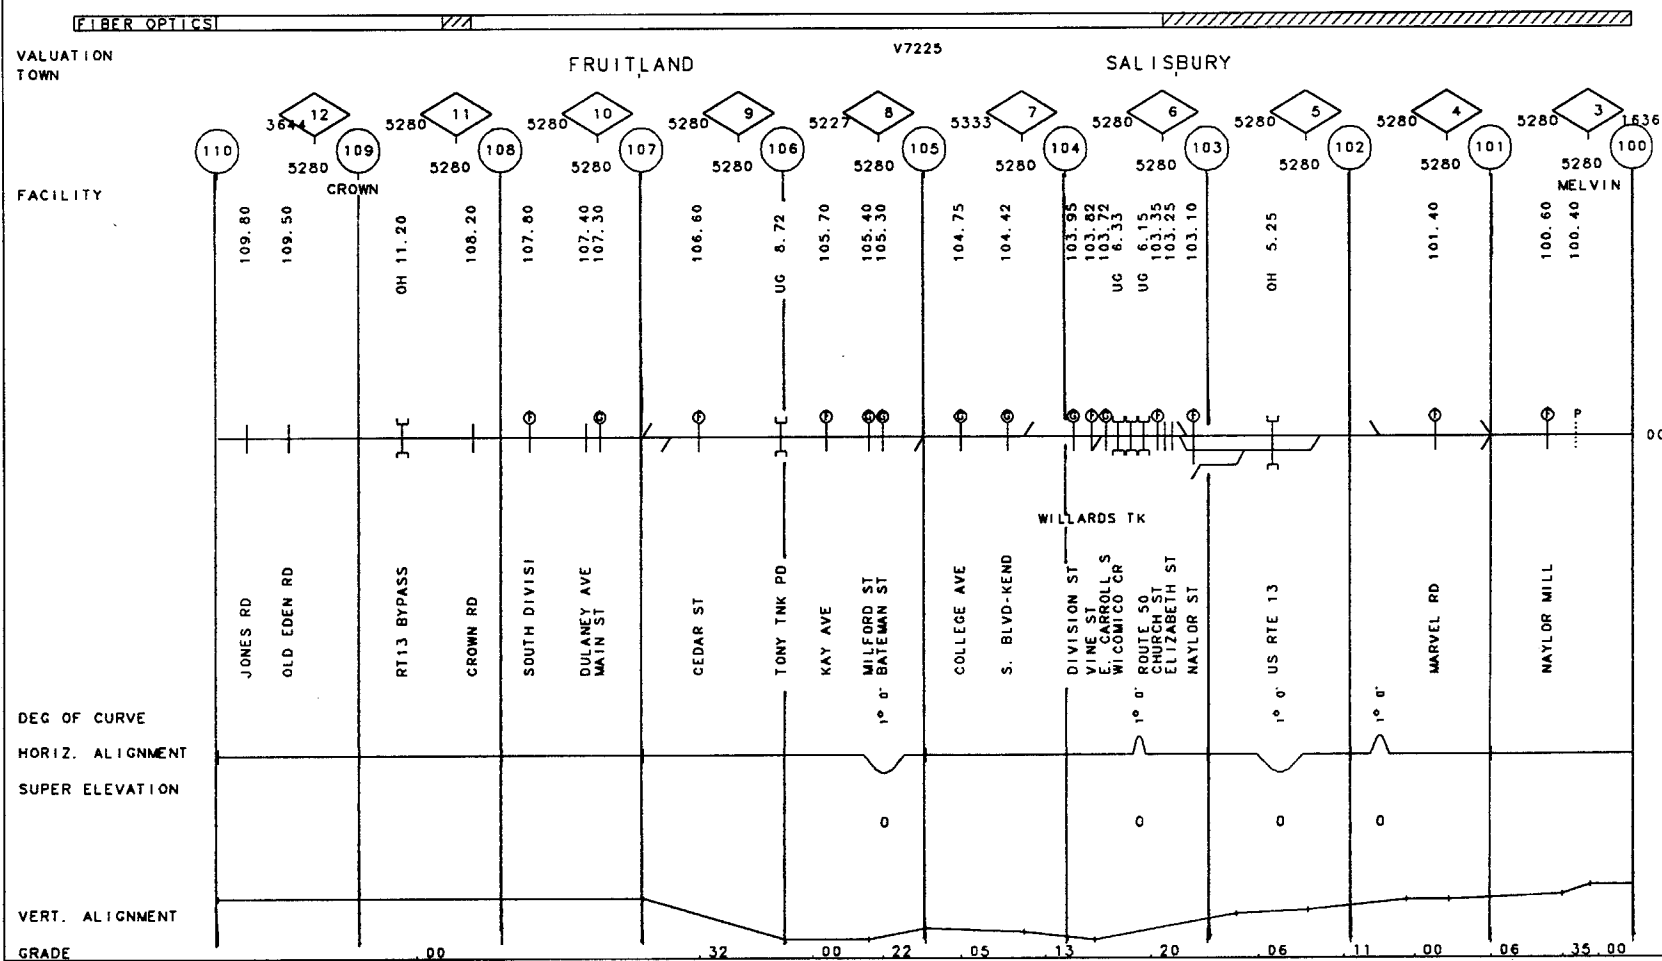 FIBER OPTICS
VALUATION V7225
TOWN FRUITLAND SALISBURY
12 11 10 9 8 7 6 5 4 3
3644 5280 5280 5280 5227 5333 5280 5280 5280 5280 1636
110 109 108 107 106 105 104 103 102 101 100
5280 5280 5280 5280 5280 5280 5280 5280 5280 5280
FACILITY CROWN MELVIN
109.80
109.50
OH 11.20
108.20
107.80
107.40
107.30
106.60
UG 8.72
105.70
105.40
105.30
104.75
104.42
103.95
103.82
103.72
UG 6.33
UG 6.15
103.35
103.25
103.10
OH 5.25
101.40
100.60
100.40
F G F F G G G G F G F F F F P
00
WILLARDS TK
JONES RD
OLD EDEN RD
RT13 BYPASS
CROWN RD
SOUTH DIVISI
DULANEY AVE
MAIN ST
CEDAR ST
TONY TNK PD
KAY AVE
MILFORD ST
BATEMAN ST
COLLEGE AVE
S. BLVD-KEND
DIVISION ST
VINE ST
E. CARROLL S
WICOMICO CR
ROUTE 50
CHURCH ST
ELIZABETH ST
NAYLOR ST
US RTE 13
MARVEL RD
NAYLOR MILL
DEG OF CURVE 1° 0' 1° 0' 1° 0' 1° 0'
HORIZ. ALIGNMENT
SUPER ELEVATION
0 0 0 0
VERT. ALIGNMENT
GRADE .00 .32 .00 .22 .05 .13 .20 .06 .11 .00 .06 .35 .00